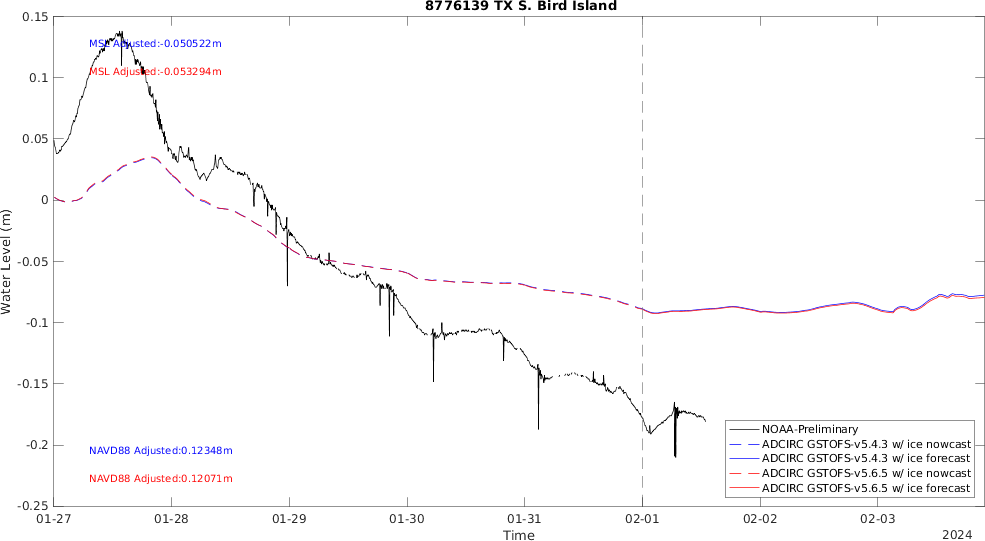 8776139 TX S. Bird Island
0.15
0.1
0.05
0
-0.05
-0.1
-0.15
-0.2
-0.25
Water Level (m)
MSL Adjusted:-0.050522m
MSL Adjusted:-0.053294m
NAVD88 Adjusted:0.12348m
NAVD88 Adjusted:0.12071m
NOAA-Preliminary
ADCIRC GSTOFS-v5.4.3 w/ ice nowcast
ADCIRC GSTOFS-v5.4.3 w/ ice forecast
ADCIRC GSTOFS-v5.6.5 w/ ice nowcast
ADCIRC GSTOFS-v5.6.5 w/ ice forecast
01-27 01-28 01-29 01-30 01-31 02-01 02-02 02-03
Time
2024